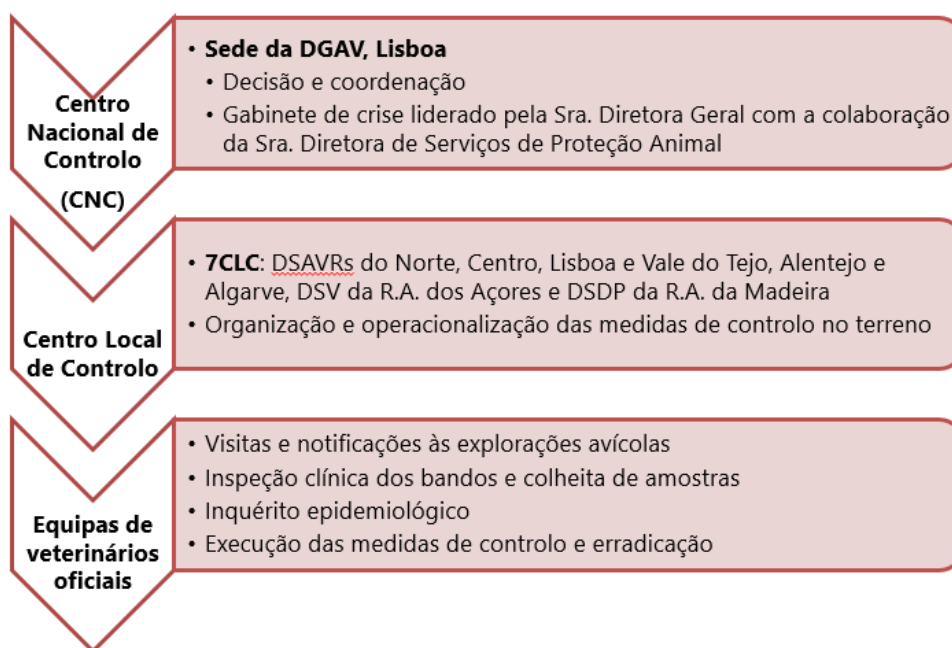 Centro
Nacional de
Controlo
(CNC)
• Sede da DGAV, Lisboa
• Decisão e coordenação
• Gabinete de crise liderado pela Sra. Diretora Geral com a colaboração
da Sra. Diretora de Serviços de Proteção Animal
Centro Local
de Controlo
• 7CLC: DSAVRs do Norte, Centro, Lisboa e Vale do Tejo, Alentejo e
Algarve, DSV da R.A. dos Açores e DSDP da R.A. da Madeira
• Organização e operacionalização das medidas de controlo no terreno
Equipas de
veterinários
oficiais
• Visitas e notificações às explorações avícolas
• Inspeção clínica dos bandos e colheita de amostras
• Inquérito epidemiológico
• Execução das medidas de controlo e erradicação